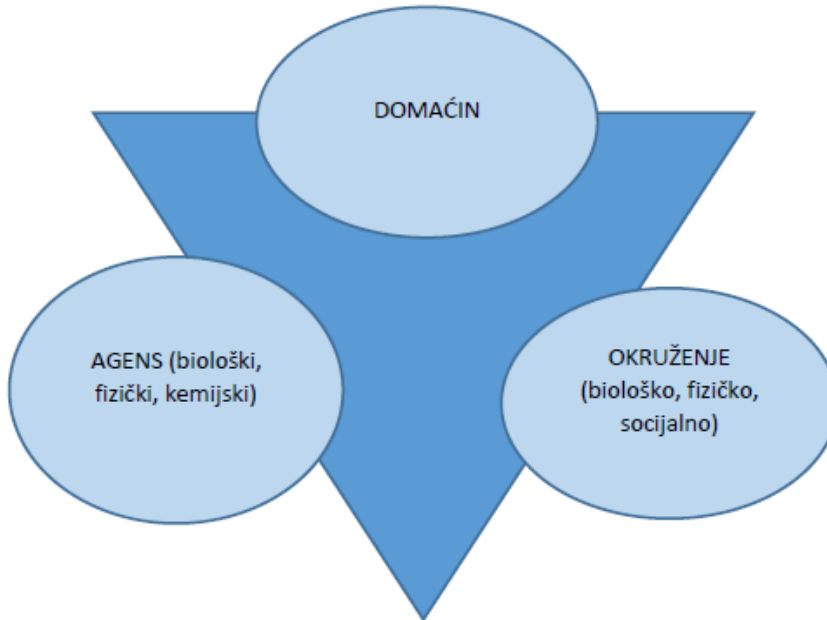 DOMAĆIN
AGENS (biološki,
fizički, kemijski)
OKRUŽENJE
(biološko, fizičko,
socijalno)